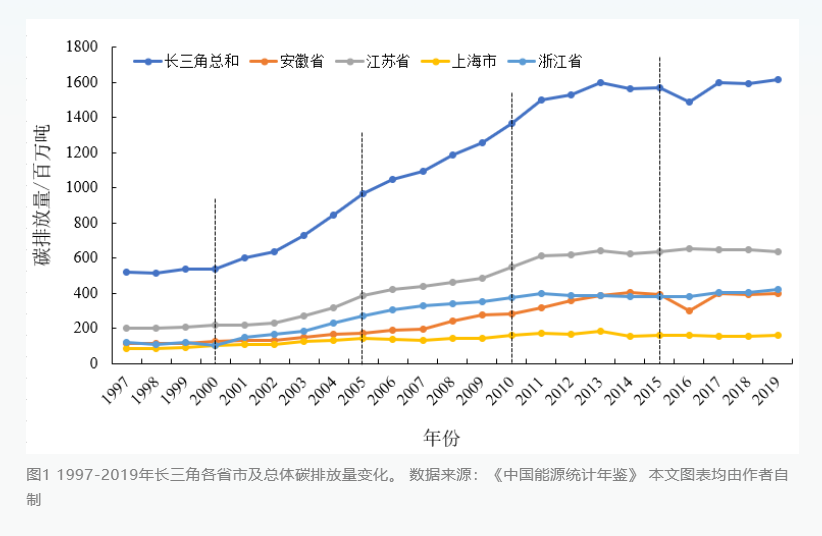 1800
长三角总和 安徽省 江苏省 上海市 浙江省
1600
1400
1200
1000
800
600
400
200
0
碳排放量/百万吨
1997 1998 1999 2000 2001 2002 2003 2004 2005 2006 2007 2008 2009 2010 2011 2012 2013 2014 2015 2016 2017 2018 2019
年份
图1 1997-2019年长三角各省市及总体碳排放量变化。 数据来源：《中国能源统计年鉴》 本文图表均由作者自
制